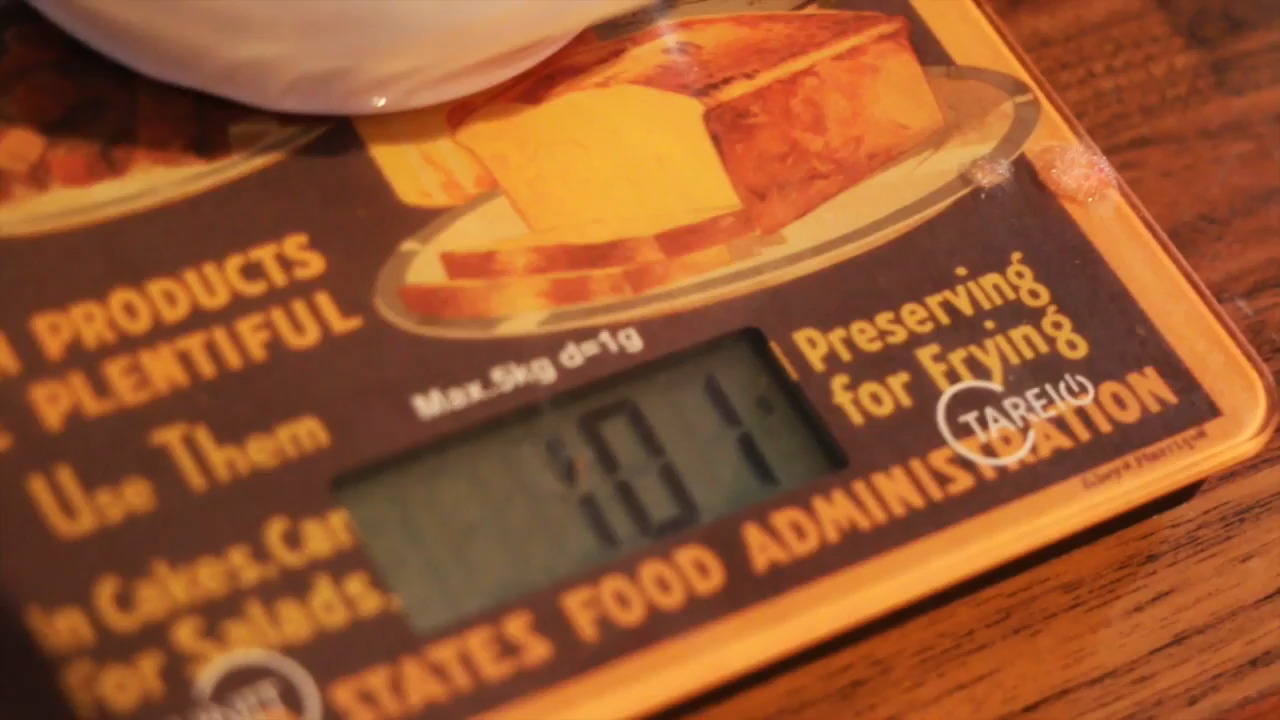 PRODUCTS
PLENTIFUL
Use Them
In Cakes.
For Salads.
Max.5kg d=1g
101
Preserving
for Frying
TARE/
STATES FOOD ADMINISTRATION